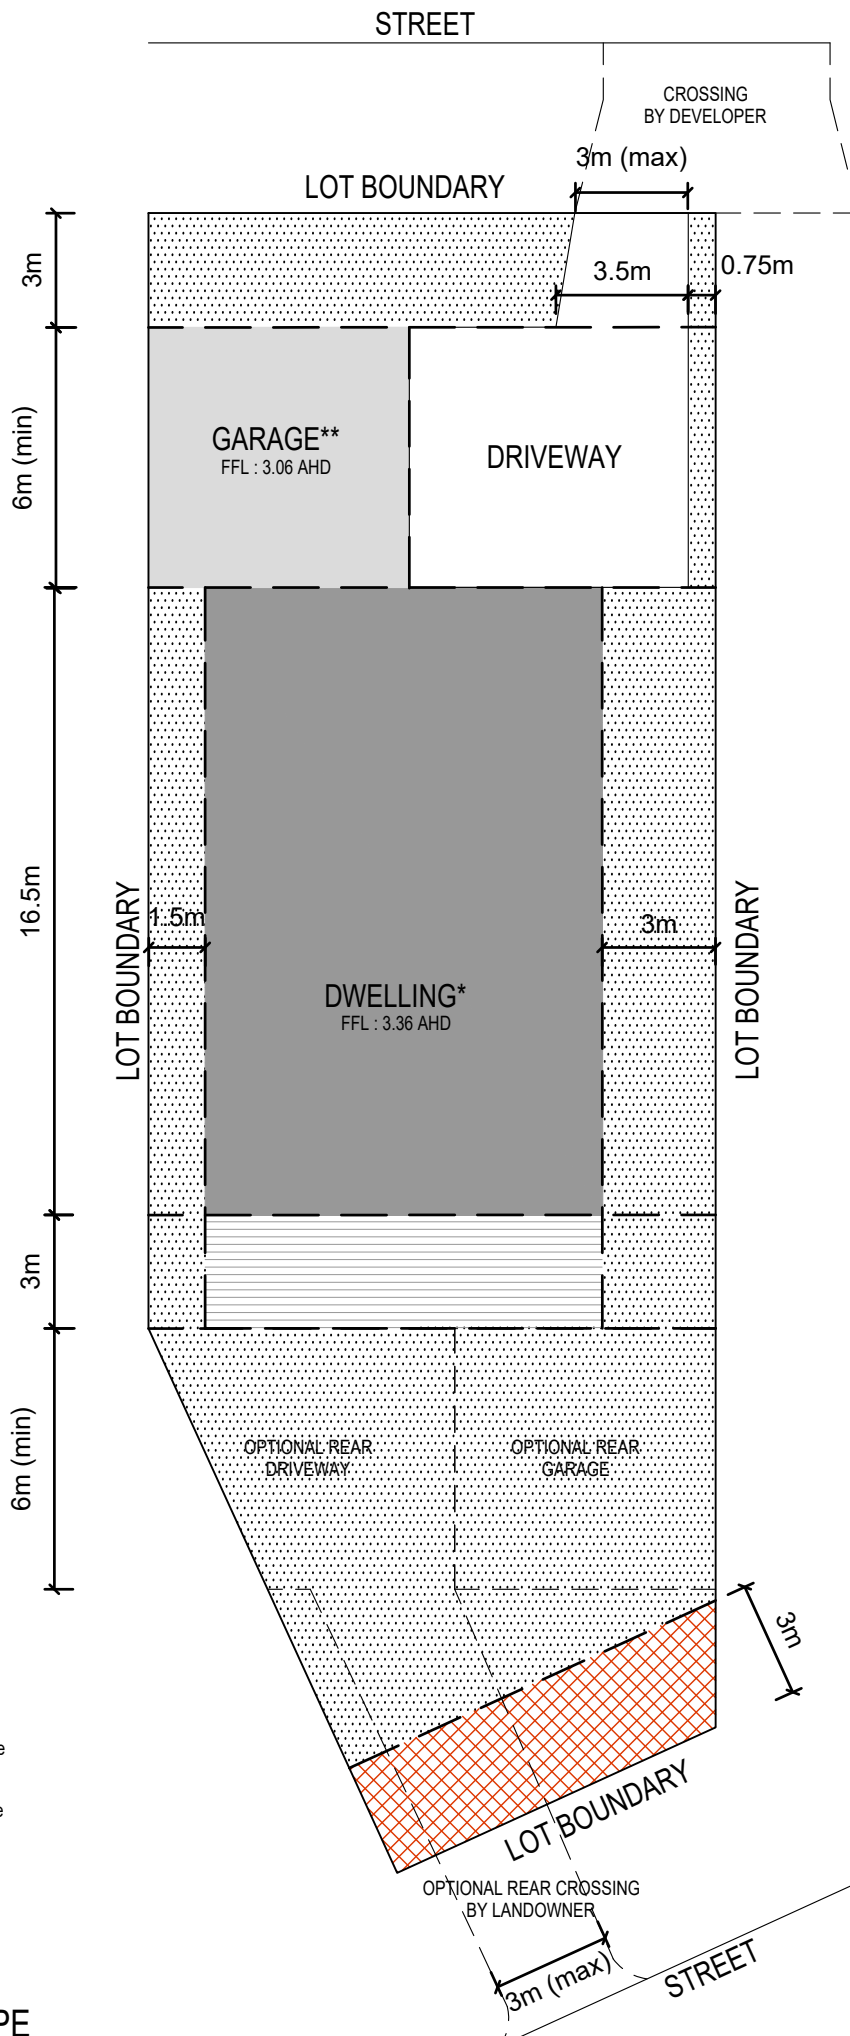 STREET
CROSSING
BY DEVELOPER
3m (max)
LOT BOUNDARY
3m
3.5m
0.75m
6m (min)
GARAGE**
FFL : 3.06 AHD
DRIVEWAY
16.5m
LOT BOUNDARY
1.5m
3m
LOT BOUNDARY
DWELLING*
FFL : 3.36 AHD
3m
6m (min)
OPTIONAL REAR
DRIVEWAY
OPTIONAL REAR
GARAGE
3m
e
e
LOT BOUNDARY
OPTIONAL REAR CROSSING
BY LANDOWNER
3m (max)
STREET
PE